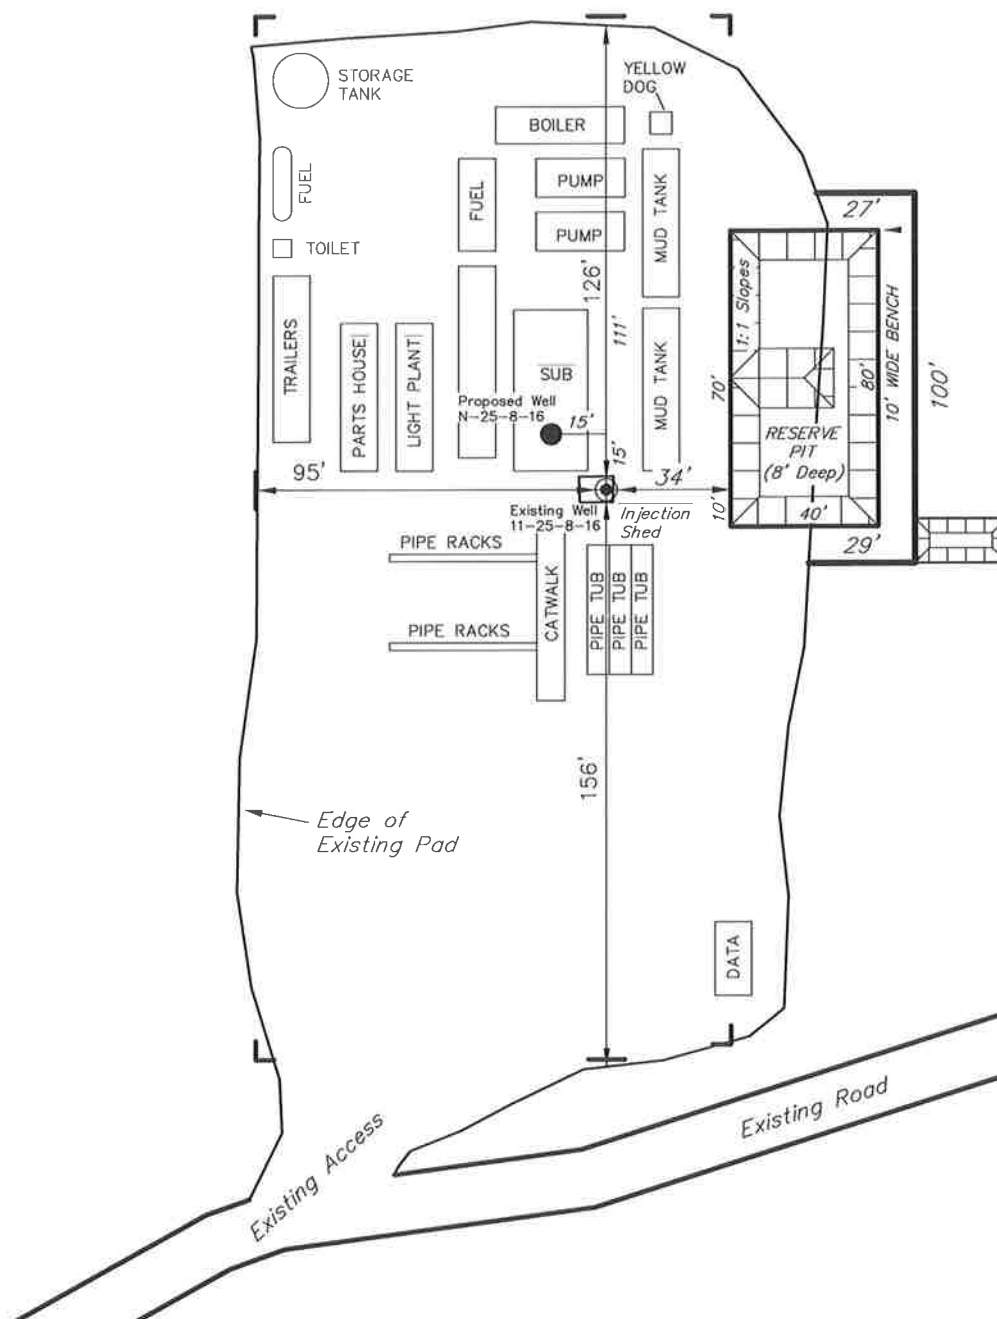 STORAGE
TANK
YELLOW
DOG
BOILER
FUEL
FUEL
PUMP
PUMP
MUD TANK
TOILET
27'
126'
111'
1:1 Slopes
10' WIDE BENCH
100'
TRAILERS
PARTS HOUSE
LIGHT PLANT
SUB
MUD TANK
70'
80'
Proposed Well
N-25-8-16
15'
15'
RESERVE
PIT
(8' Deep)
95'
34'
10'
40'
Existing Well
11-25-8-16
Injection
Shed
29'
PIPE RACKS
CATWALK
PIPE TUB
PIPE TUB
PIPE TUB
PIPE RACKS
156'
Edge of
Existing Pad
DATA
Existing Road
Existing Access